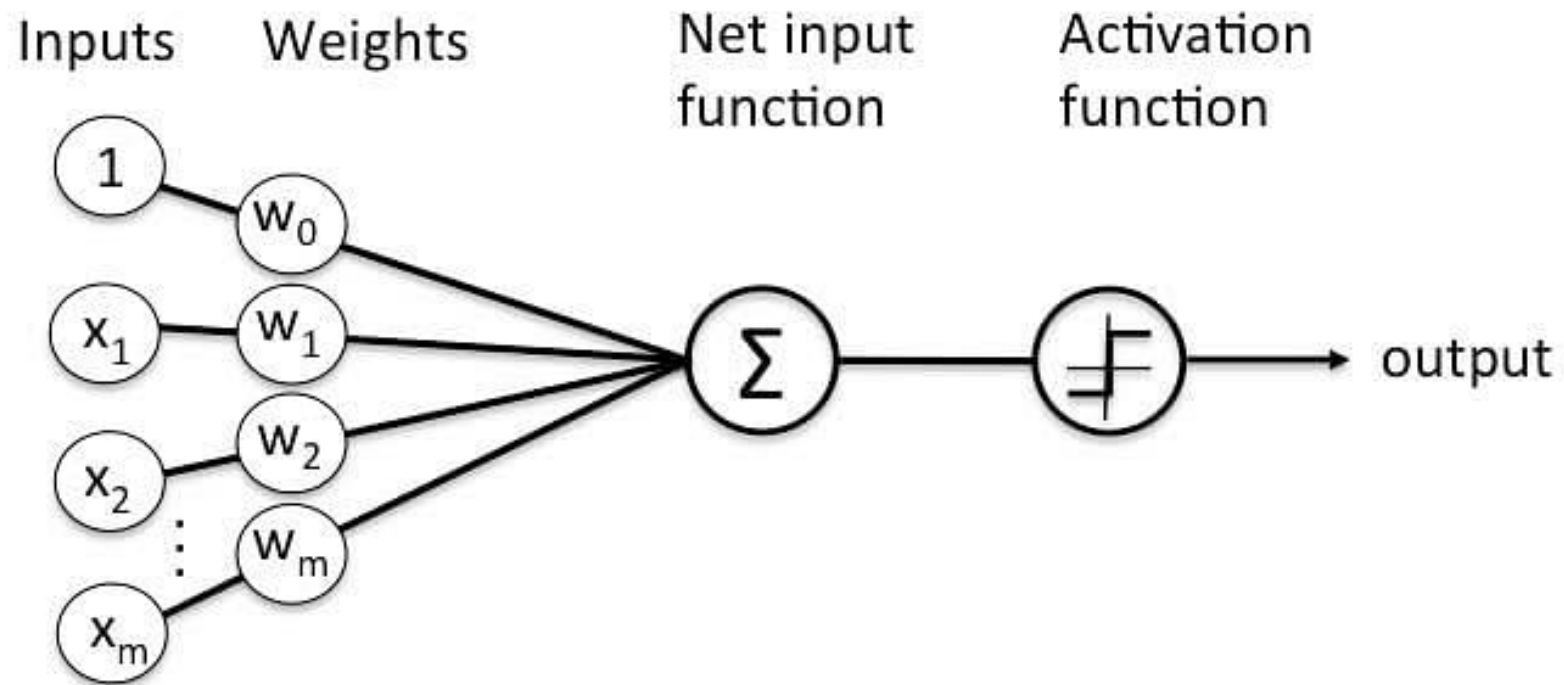 Inputs
Weights
Net input
function
Activation
function
1
w₀
x₁
w₁
x₂
w₂
⋮
xₘ
wₘ
Σ
output